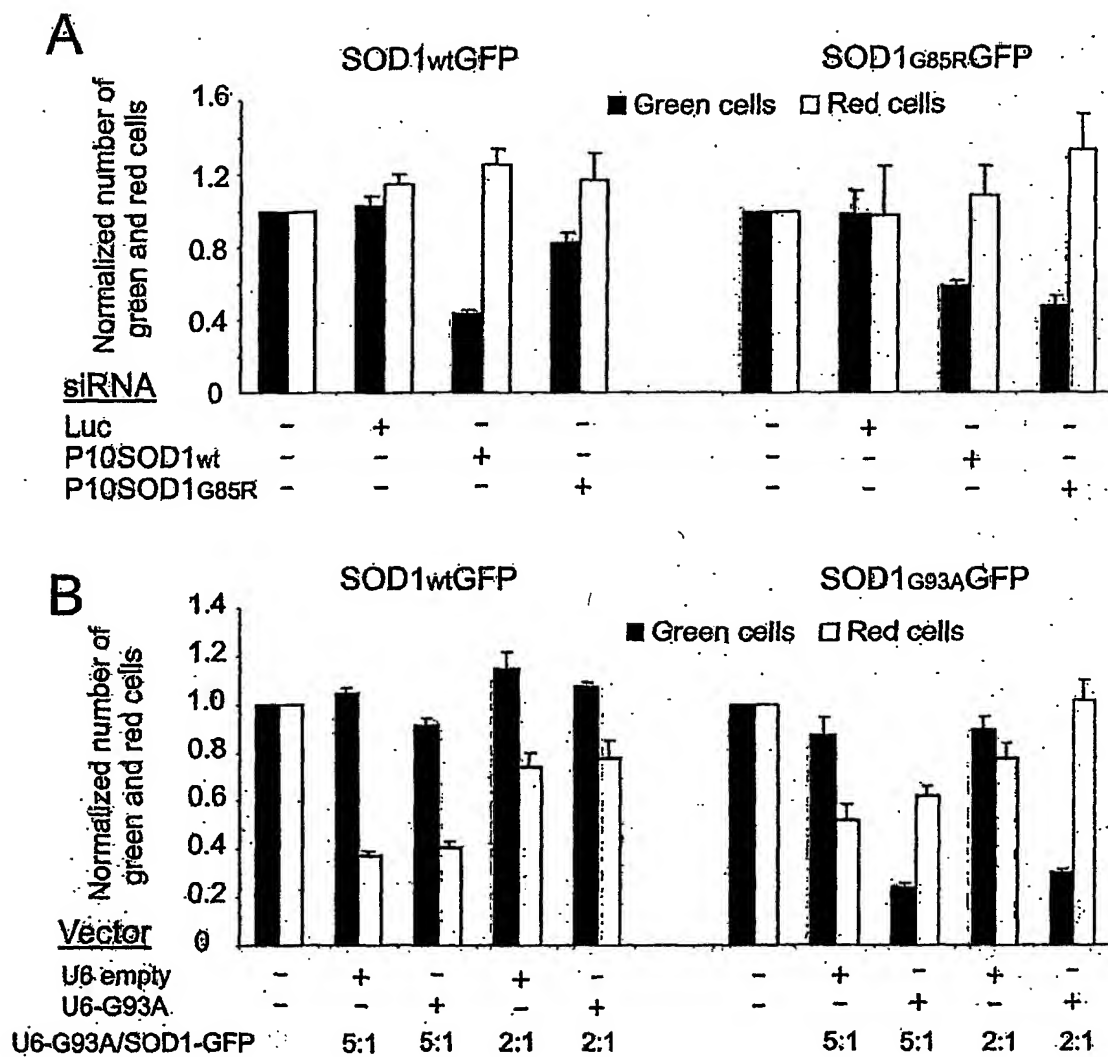 A
SOD1wtGFP SOD1G85RGFP
Normalized number of
green and red cells
■ Green cells □ Red cells
1.6
1.2
0.8
0.4
0
siRNA
Luc - + - - - + - -
P10SOD1wt - - + - - - + -
P10SOD1G85R - - - + - - - +
B
SOD1wtGFP SOD1G93AGFP
Normalized number of
green and red cells
■ Green cells □ Red cells
1.4
1.2
1.0
0.8
0.6
0.4
0.2
0
Vector
U6 empty - + - + - - + - + -
U6-G93A - - + - + - - + - +
U6-G93A/SOD1-GFP 5:1 5:1 2:1 2:1 5:1 5:1 2:1 2:1